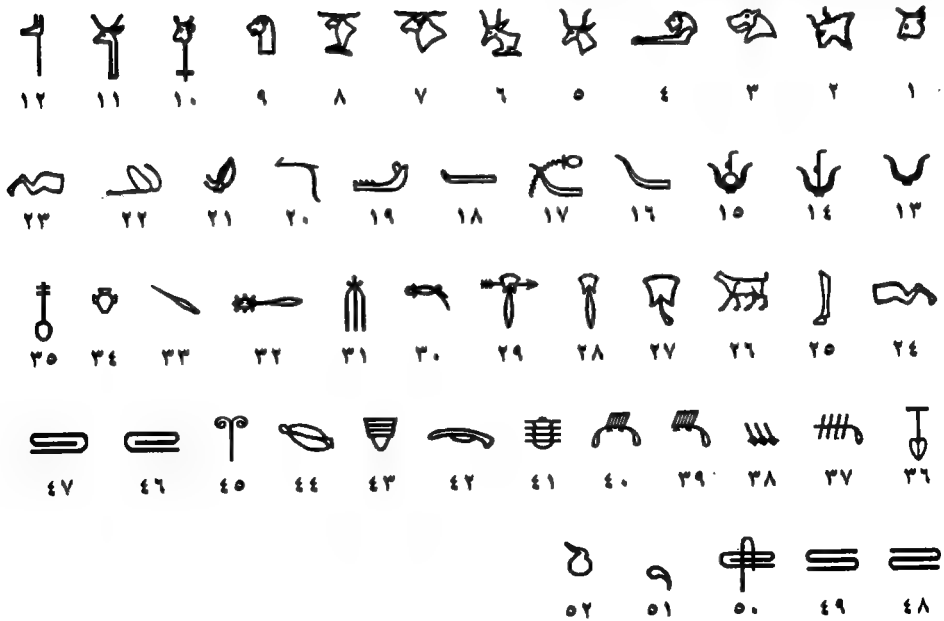 ١ ٢ ٣ ٤ ٥ ٦ ٧ ٨ ٩ ١٠ ١١ ١٢
١٣ ١٤ ١٥ ١٦ ١٧ ١٨ ١٩ ٢٠ ٢١ ٢٢ ٢٣
٢٤ ٢٥ ٢٦ ٢٧ ٢٨ ٢٩ ٣٠ ٣١ ٣٢ ٣٣ ٣٤ ٣٥
٣٦ ٣٧ ٣٨ ٣٩ ٤٠ ٤١ ٤٢ ٤٣ ٤٤ ٤٥ ٤٦ ٤٧
٤٨ ٤٩ ٥٠ ٥١ ٥٢